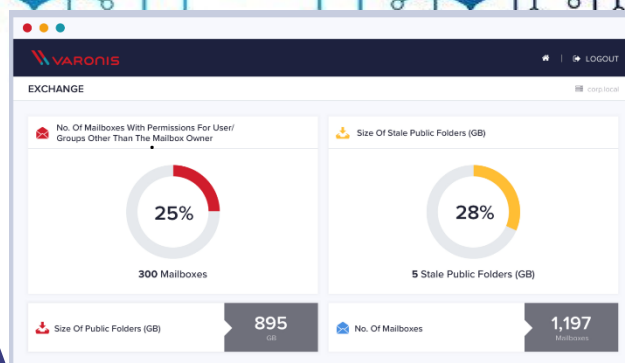 VARONIS
LOGOUT
EXCHANGE
corp.local
No. Of Mailboxes With Permissions For User/
Groups Other Than The Mailbox Owner
Size Of Stale Public Folders (GB)
25%
28%
300 Mailboxes
5 Stale Public Folders (GB)
Size Of Public Folders (GB)
895
GB
No. Of Mailboxes
1,197
Mailboxes